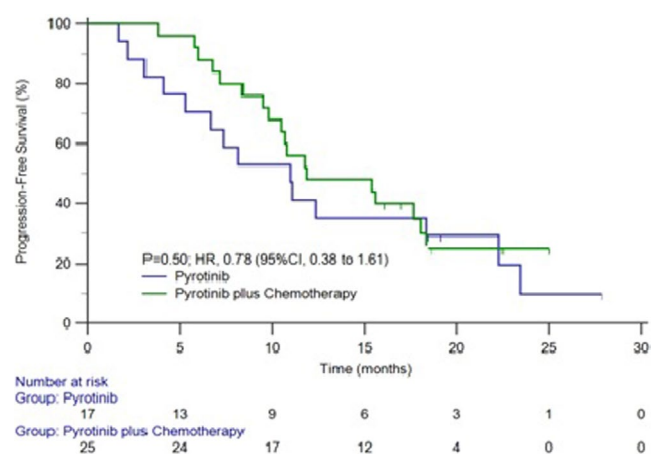 Progression-Free Survival (%)
100
80
60
40
20
0
P=0.50; HR, 0.78 (95%CI, 0.38 to 1.61)
Pyrotinib
Pyrotinib plus Chemotherapy
0 5 10 15 20 25 30
Time (months)
Number at risk
Group: Pyrotinib
17 13 9 6 3 1 0
Group: Pyrotinib plus Chemotherapy
25 24 17 12 4 0 0